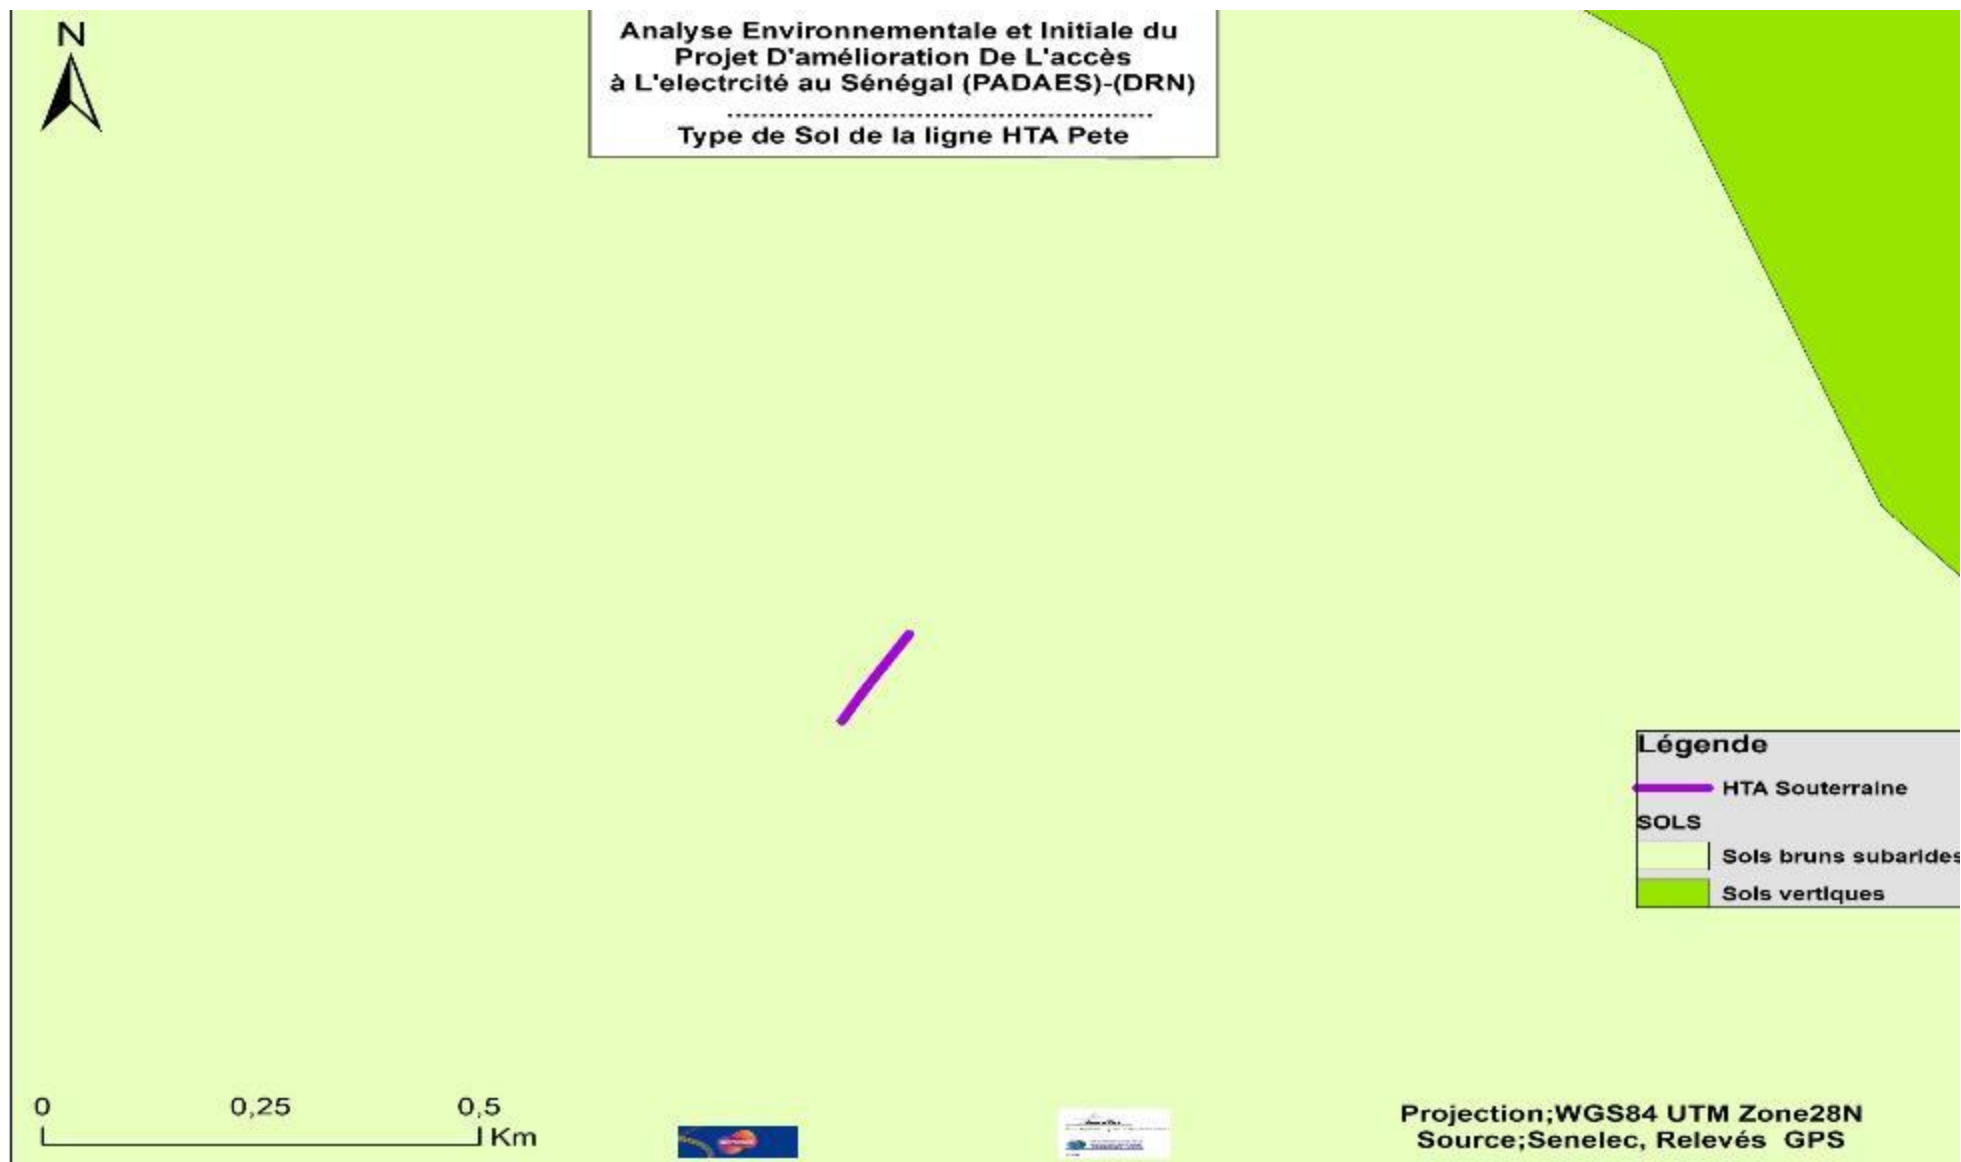 N
Analyse Environnementale et Initiale du
Projet D'amélioration De L'accès
à L'electrcité au Sénégal (PADAES)-(DRN)
Type de Sol de la ligne HTA Pete
Légende
HTA Souterraine
SOLS
Sols bruns subarides
Sols vertiques
0 0,25 0,5
Km
Projection;WGS84 UTM Zone28N
Source;Senelec, Relevés GPS